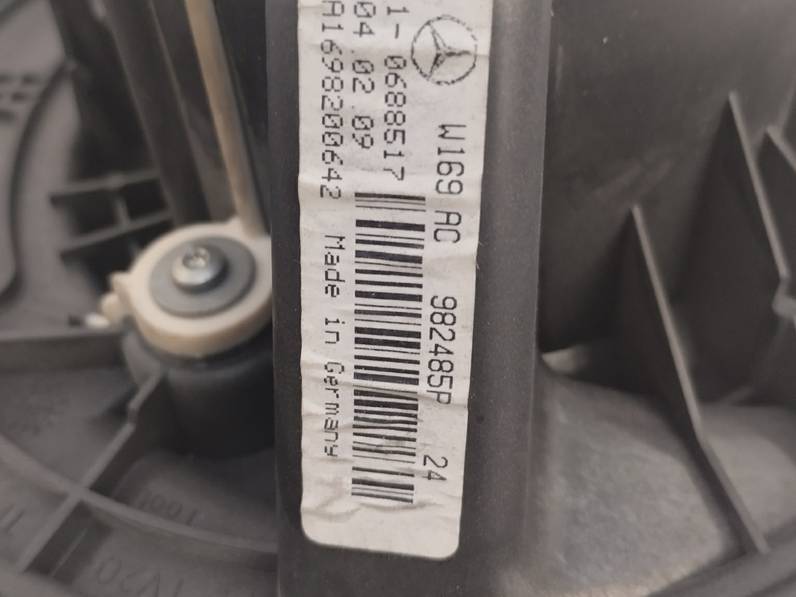 W169 AC 982485P 24
1- 0688517
04.02.09
A1698200642 Made in Germany